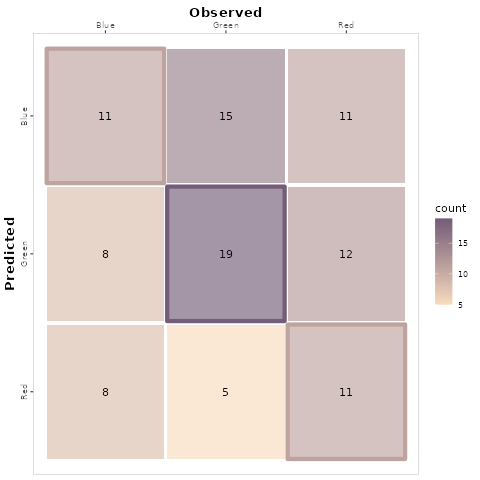 Observed
Blue Green Red
Predicted
Blue 11 15 11
Green 8 19 12
Red 8 5 11
count
15
10
5